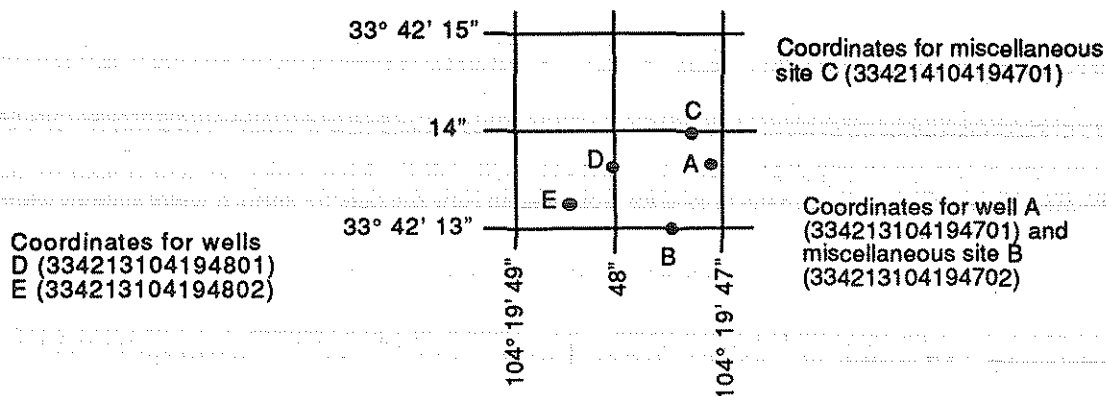 33° 42' 15"
Coordinates for miscellaneous
site C (334214104194701)
C
14"
D
A
E
33° 42' 13"
B
Coordinates for wells
D (334213104194801)
E (334213104194802)
Coordinates for well A
(334213104194701) and
miscellaneous site B
(334213104194702)
104° 19' 49"
48"
104° 19' 47"